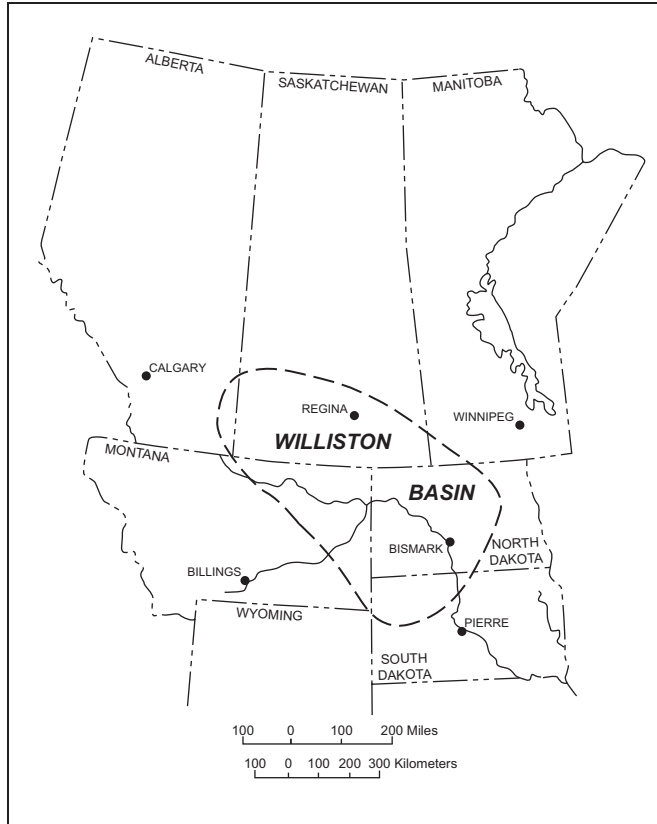 ALBERTA
SASKATCHEWAN
MANITOBA
CALGARY
REGINA
WINNIPEG
WILLISTON
MONTANA
BASIN
BISMARK
NORTH
DAKOTA
BILLINGS
WYOMING
PIERRE
SOUTH
DAKOTA
100 0 100 200 Miles
100 0 100 200 300 Kilometers